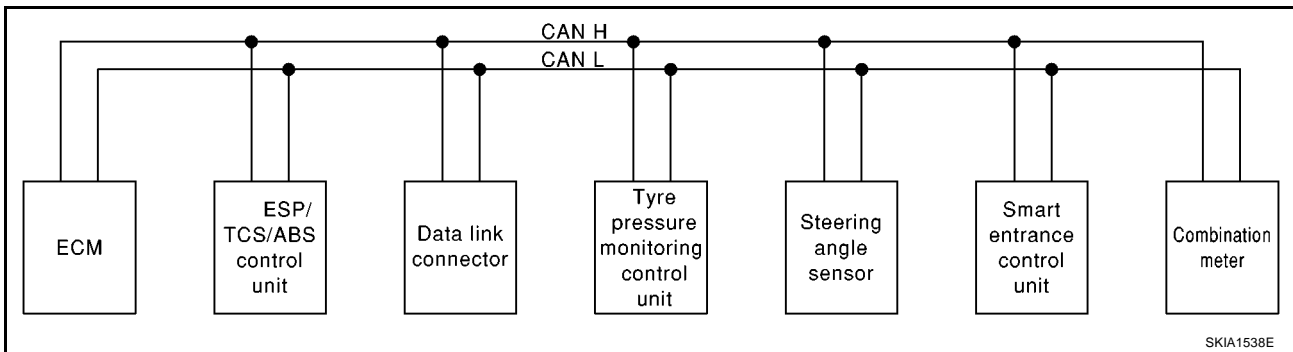 CAN H
CAN L
ECM
ESP/
TCS/ABS
control
unit
Data link
connector
Tyre
pressure
monitoring
control
unit
Steering
angle
sensor
Smart
entrance
control
unit
Combination
meter
SKIA1538E